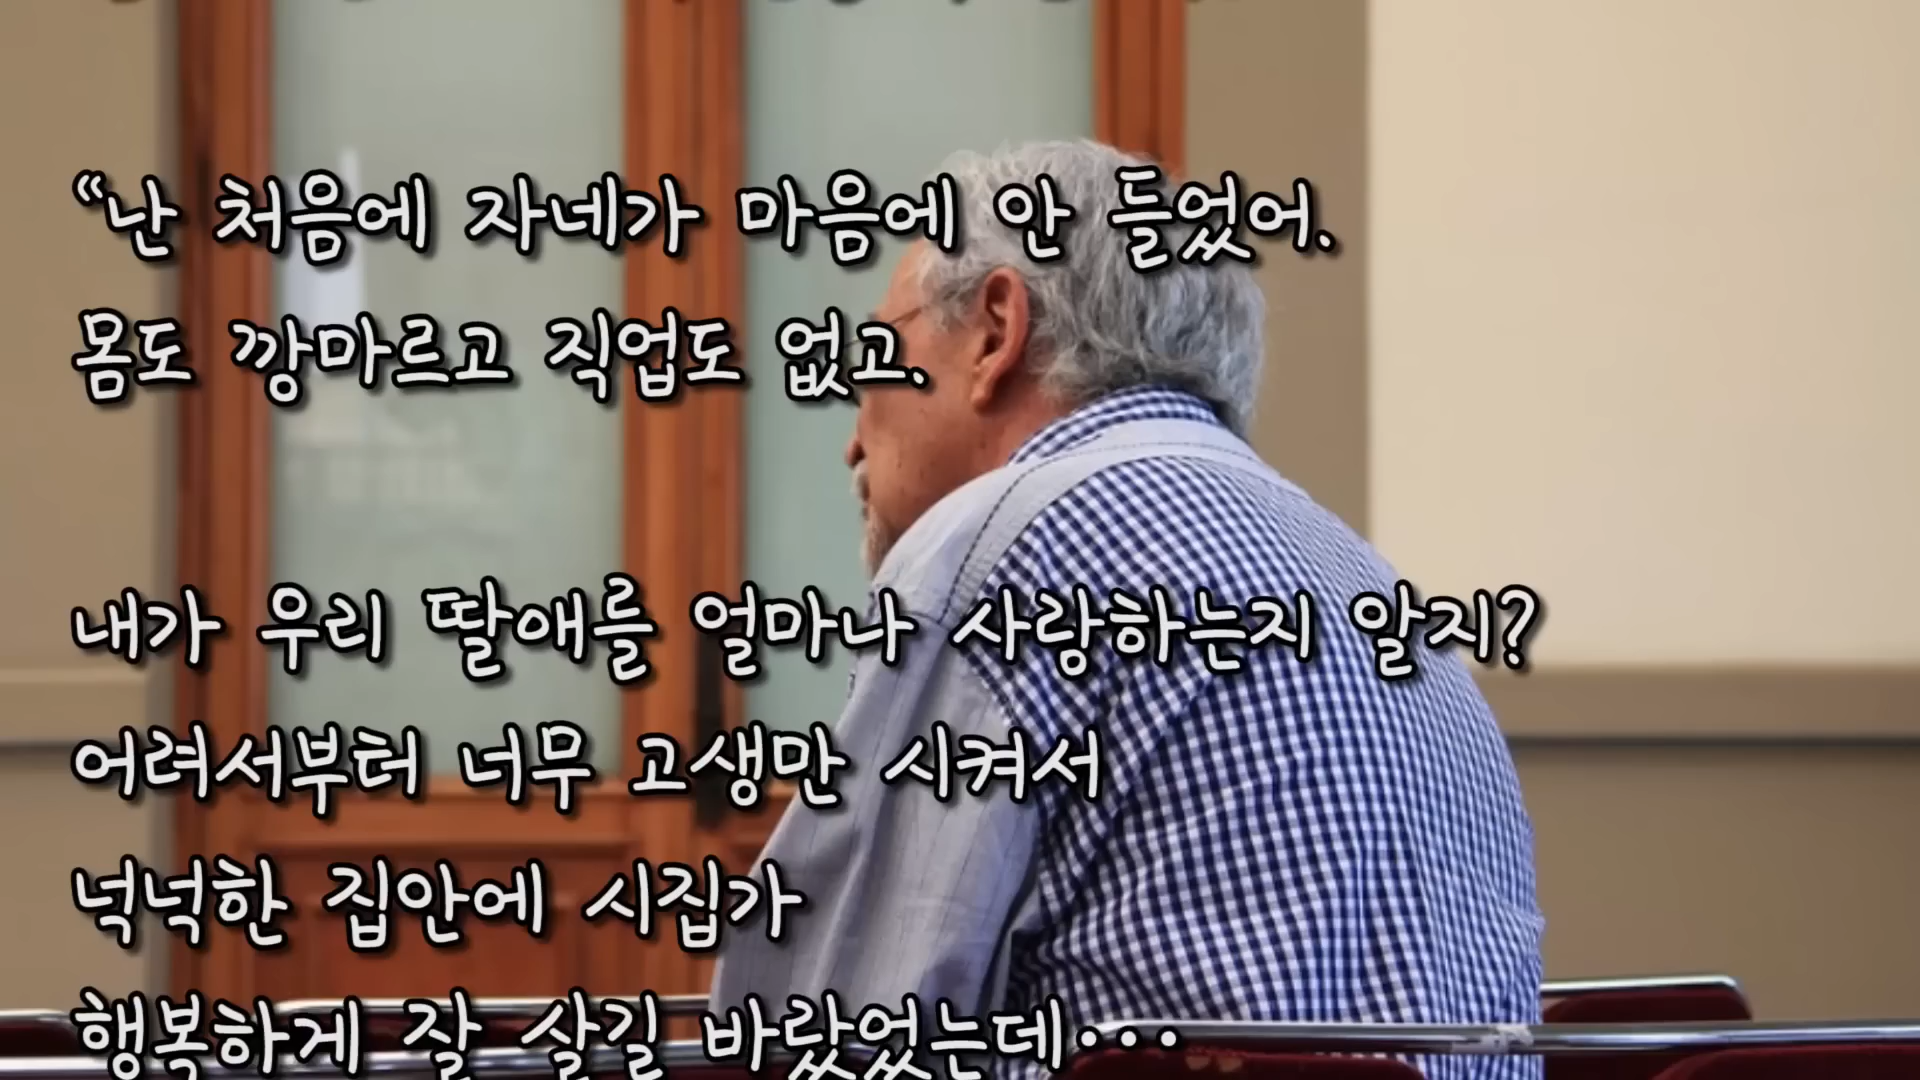 “난 처음에 자네가 마음에 안 들었어.
몸도 깡마르고 직업도 없고.
내가 우리 딸애를 얼마나 사랑하는지 알지?
어려서부터 너무 고생만 시켜서
넉넉한 집안에 시집가
행복하게 잘 살길 바랐었는데•••